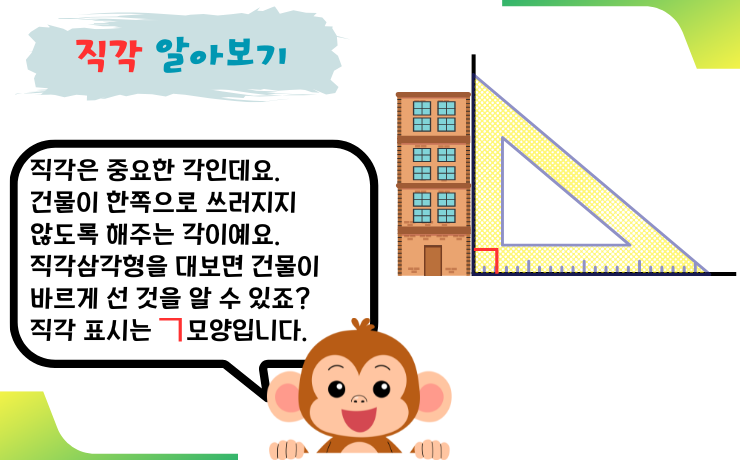 직각 알아보기
직각은 중요한 각인데요.
건물이 한쪽으로 쓰러지지
않도록 해주는 각이예요.
직각삼각형을 대보면 건물이
바르게 선 것을 알 수 있죠?
직각 표시는 ㄱ모양입니다.